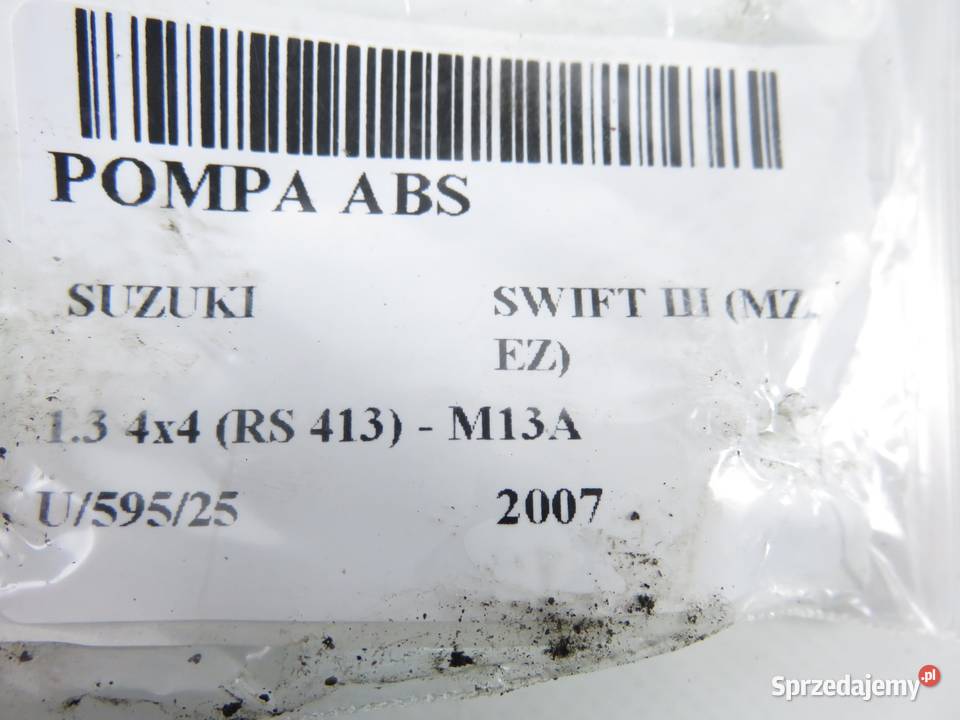 POMPA ABS
SUZUKI
SWIFT III (MZ,
EZ)
1.3 4x4 (RS 413) - M13A
U/595/25
2007
Sprzedajemy.pl